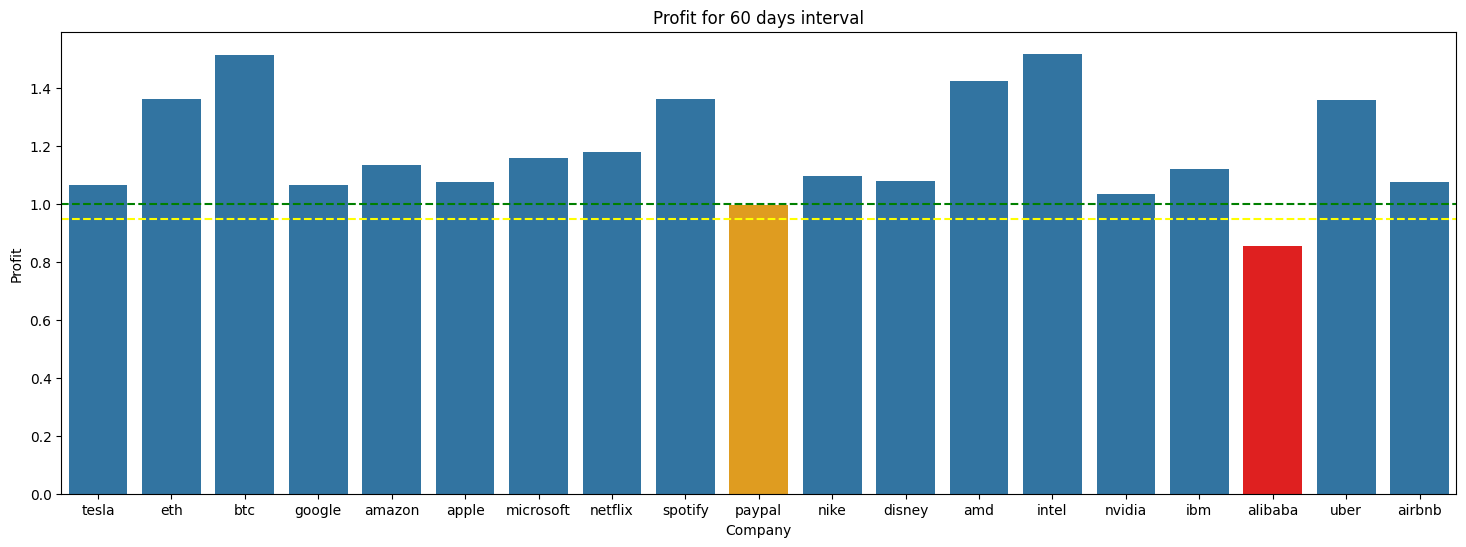 Profit for 60 days interval
Profit
1.4
1.2
1.0
0.8
0.6
0.4
0.2
0.0
tesla eth btc google amazon apple microsoft netflix spotify paypal nike disney amd intel nvidia ibm alibaba uber airbnb
Company